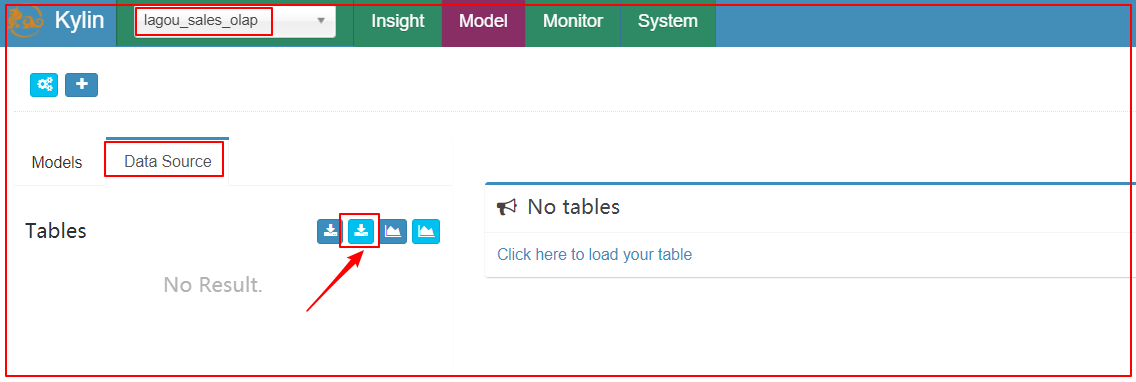 Kylin lagou_sales_olap Insight Model Monitor System
Models Data Source
No tables
Tables
Click here to load your table
No Result.